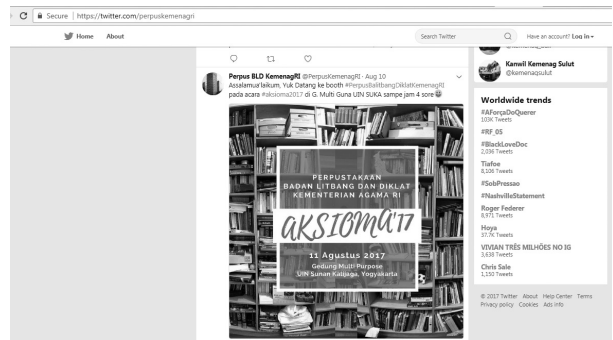 Secure | https://twitter.com/perpuskemenagri
Home About
Search Twitter
Have an account? Log in
Perpus BLD KemenagRI @PerpusKemenagRI · Aug 10
Assalamua'laikum, Yuk Datang ke booth #PerpusBalitbangDiklatKemenagRI
pada acara #aksioma2017 di G. Multi Guna UIN SUKA sampe jam 4 sore
PERPUSTAKAAN
BADAN LITBANG DAN DIKLAT
KEMENTERIAN AGAMA RI
AKSIOMA'17
11 Agustus 2017
Gedung Multi Purpose
UIN Sunan Kalijaga, Yogyakarta
Kanwil Kemenag Sulut
@kemenagsulut
Worldwide trends
#AForçaDoQuerer
103K Tweets
#RF_05
#BlackLoveDoc
2,036 Tweets
Tiafoe
8,106 Tweets
#SobPressao
#NashvilleStatement
Roger Federer
8,971 Tweets
Hoya
37.7K Tweets
VIVIAN TRÊS MILHÕES NO IG
3,638 Tweets
Chris Sale
1,150 Tweets
© 2017 Twitter About Help Center Terms
Privacy policy Cookies Ads info